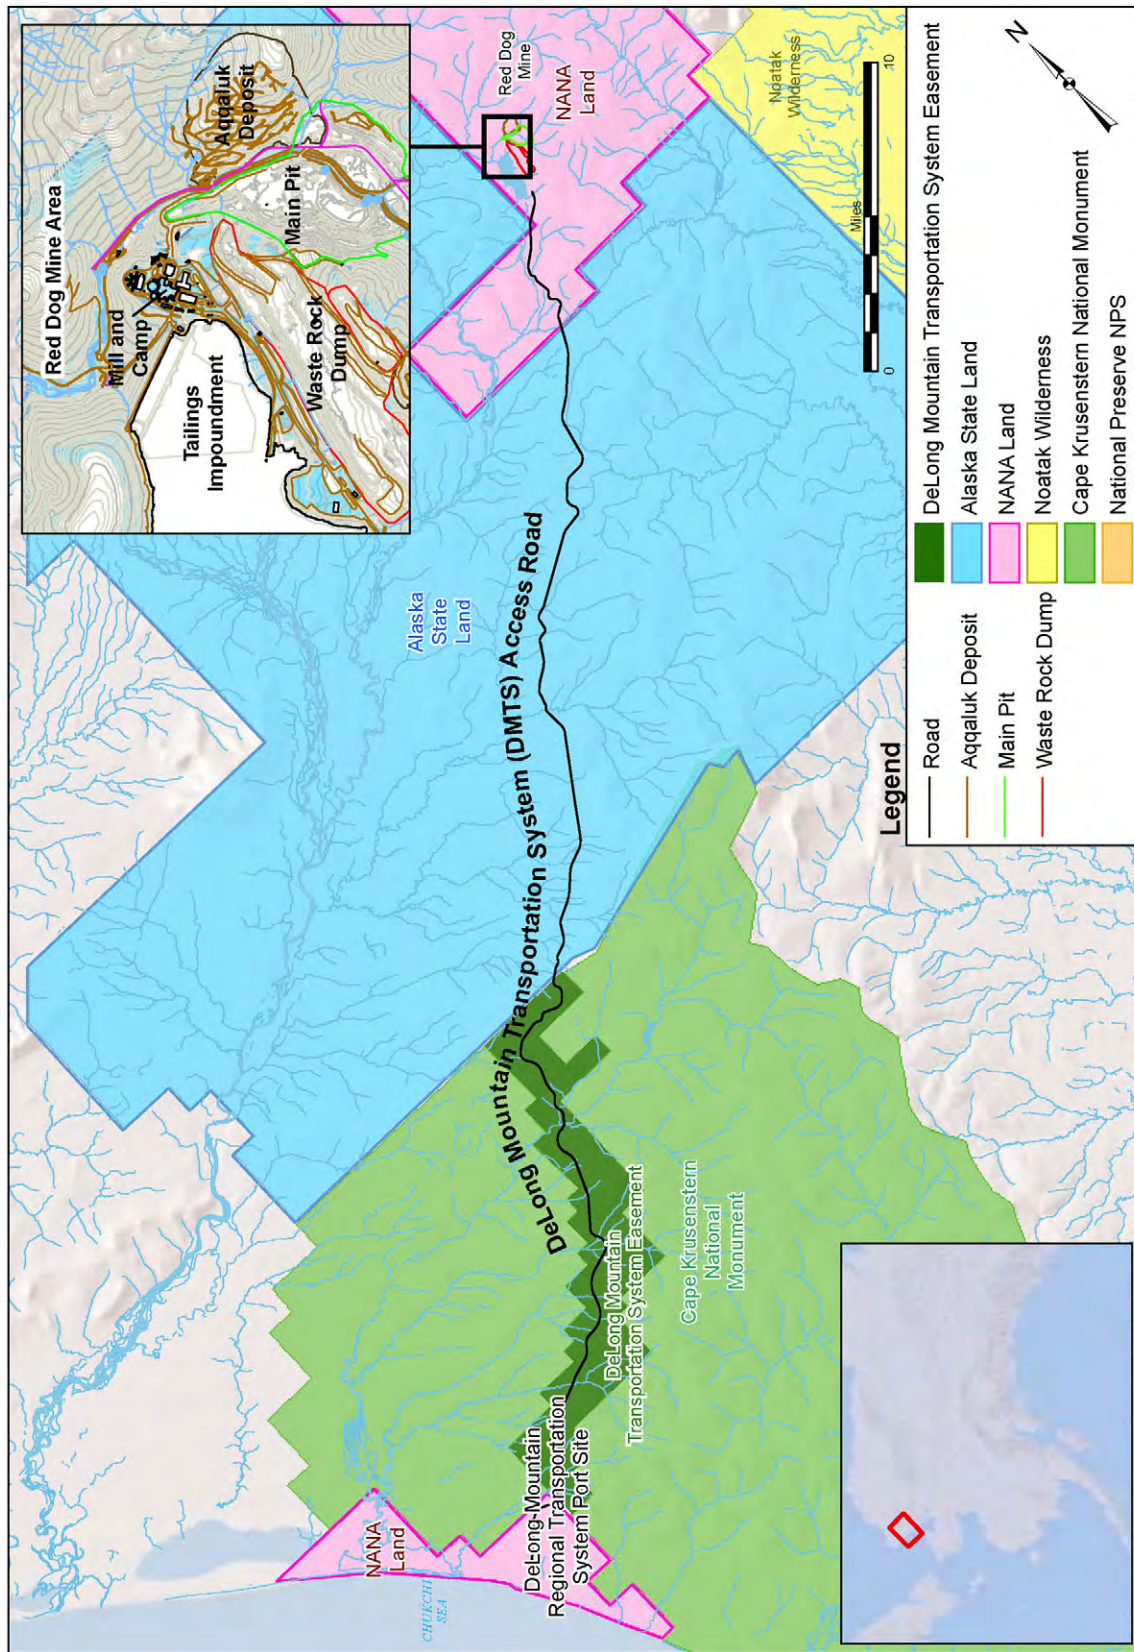 Red Dog Mine Area
Aqqaluk
Deposit
Mill and
Camp
Main Pit
Tailings
Impoundment
Waste Rock
Dump
Red Dog
Mine
NANA
Land
Noatak
Wilderness
Alaska
State
Land
DeLong Mountain Transportation System (DMTS) Access Road
DeLong Mountain
Transportation System Easement
Cape Krusenstern
National
Monument
DeLong-Mountain
Regional Transportation
System Port Site
NANA
Land
CHUKCHI
SEA
N
Miles
0
10
Legend
Road
Aqqaluk Deposit
Main Pit
Waste Rock Dump
DeLong Mountain Transportation System Easement
Alaska State Land
NANA Land
Noatak Wilderness
Cape Krusenstern National Monument
National Preserve NPS